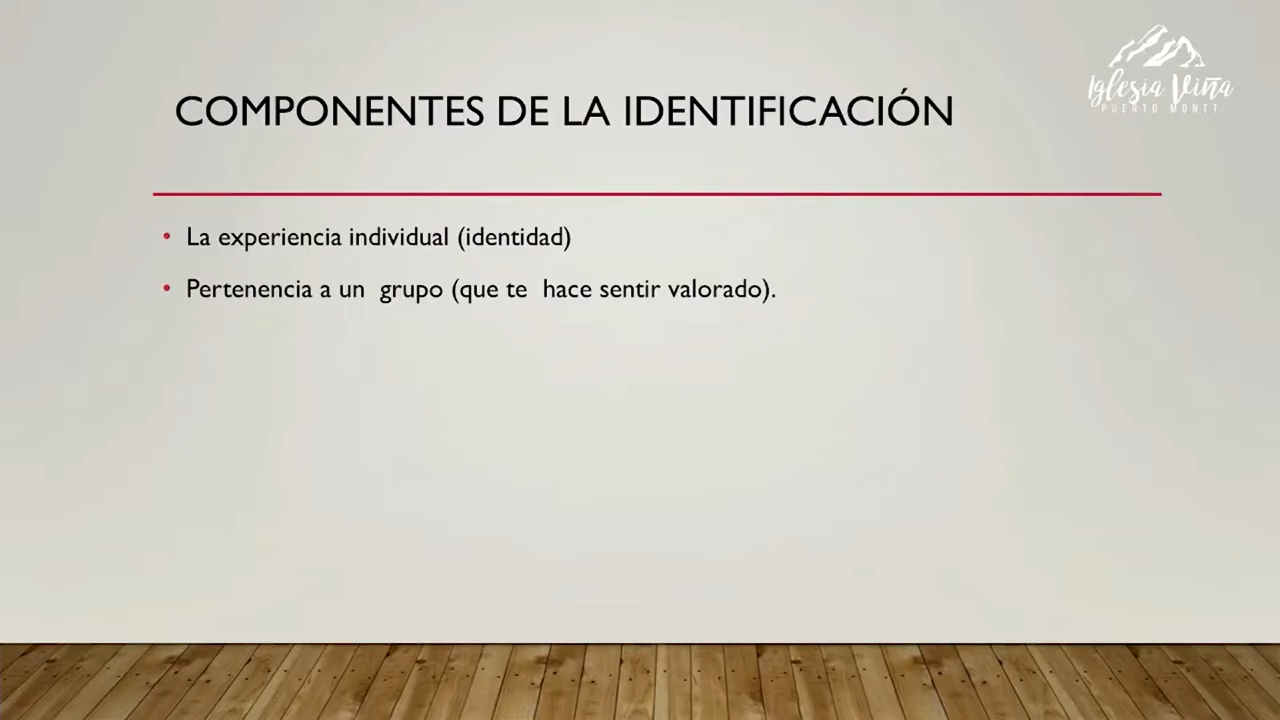 Iglesia Viña
PUERTO MONTT
COMPONENTES DE LA IDENTIFICACIÓN
• La experiencia individual (identidad)
• Pertenencia a un  grupo (que te  hace sentir valorado).